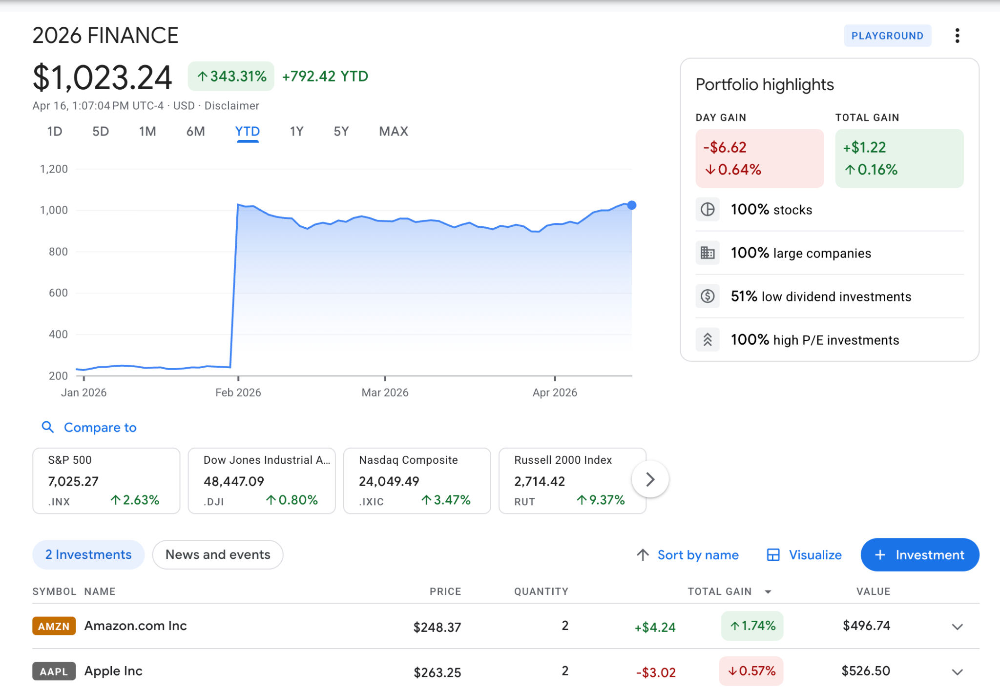 2026 FINANCE
PLAYGROUND
$1,023.24 ↑343.31% +792.42 YTD
Apr 16, 1:07:04 PM UTC-4 · USD · Disclaimer
1D 5D 1M 6M YTD 1Y 5Y MAX
1,200
1,000
800
600
400
200
Jan 2026 Feb 2026 Mar 2026 Apr 2026
Portfolio highlights
DAY GAIN TOTAL GAIN
-$6.62 +$1.22
↓0.64% ↑0.16%
100% stocks
100% large companies
51% low dividend investments
100% high P/E investments
Compare to
S&P 500
7,025.27
.INX ↑2.63%
Dow Jones Industrial A...
48,447.09
.DJI ↑0.80%
Nasdaq Composite
24,049.49
.IXIC ↑3.47%
Russell 2000 Index
2,714.42
RUT ↑9.37%
2 Investments News and events Sort by name Visualize + Investment
SYMBOL NAME PRICE QUANTITY TOTAL GAIN VALUE
AMZN Amazon.com Inc $248.37 2 +$4.24 ↑1.74% $496.74
AAPL Apple Inc $263.25 2 -$3.02 ↓0.57% $526.50